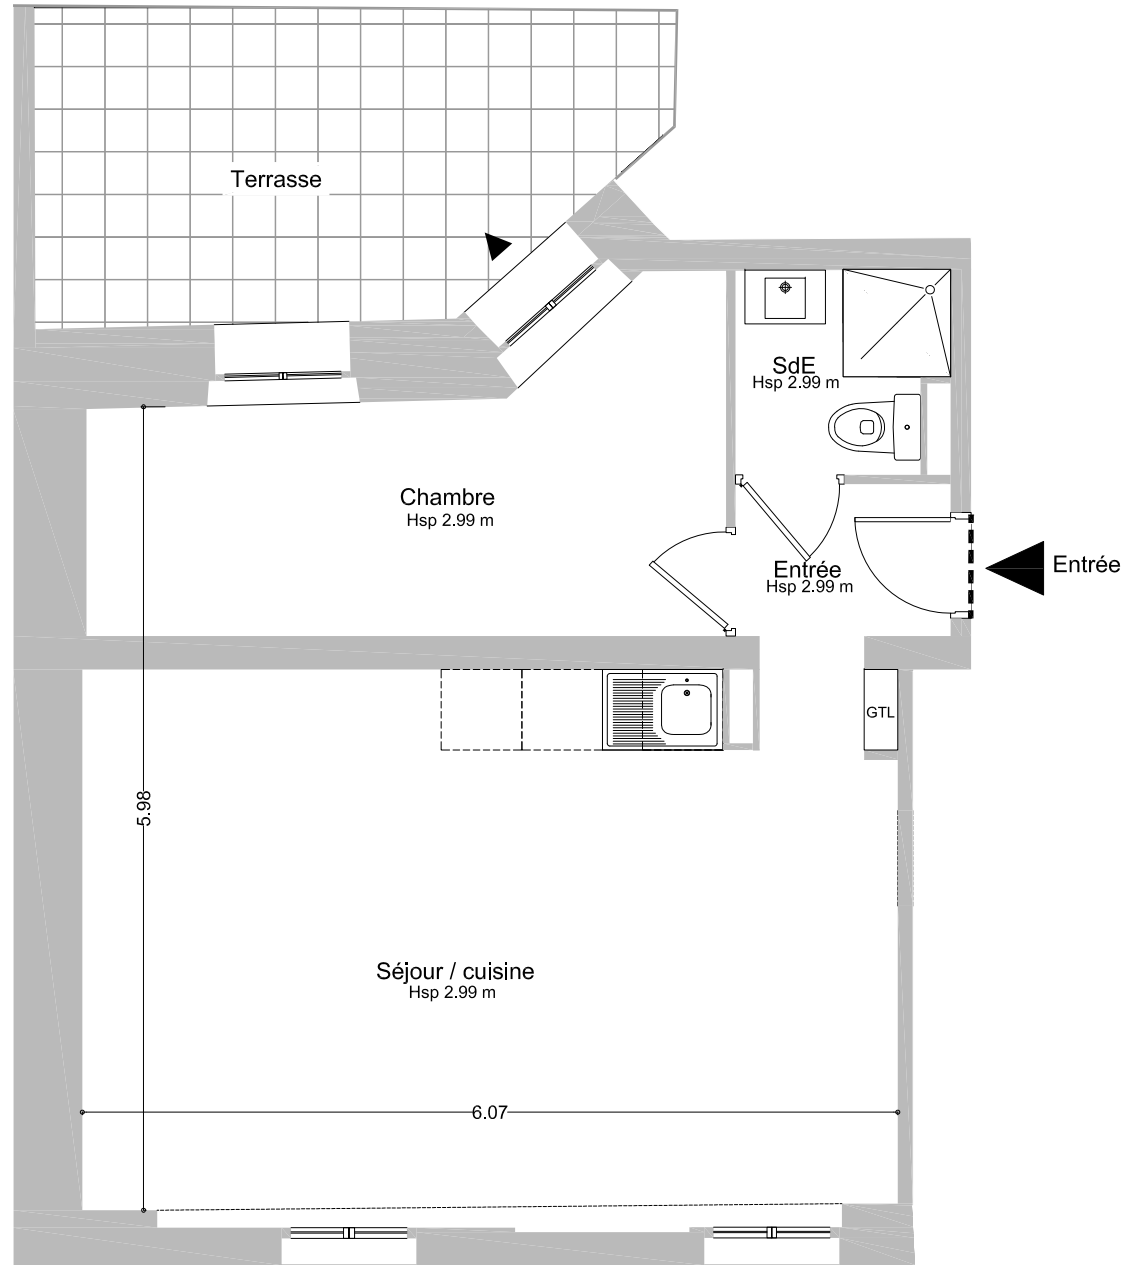 Terrasse
SdE
Hsp 2.99 m
Chambre
Hsp 2.99 m
Entrée
Hsp 2.99 m
Entrée
GTL
5.98
Séjour / cuisine
Hsp 2.99 m
6.07